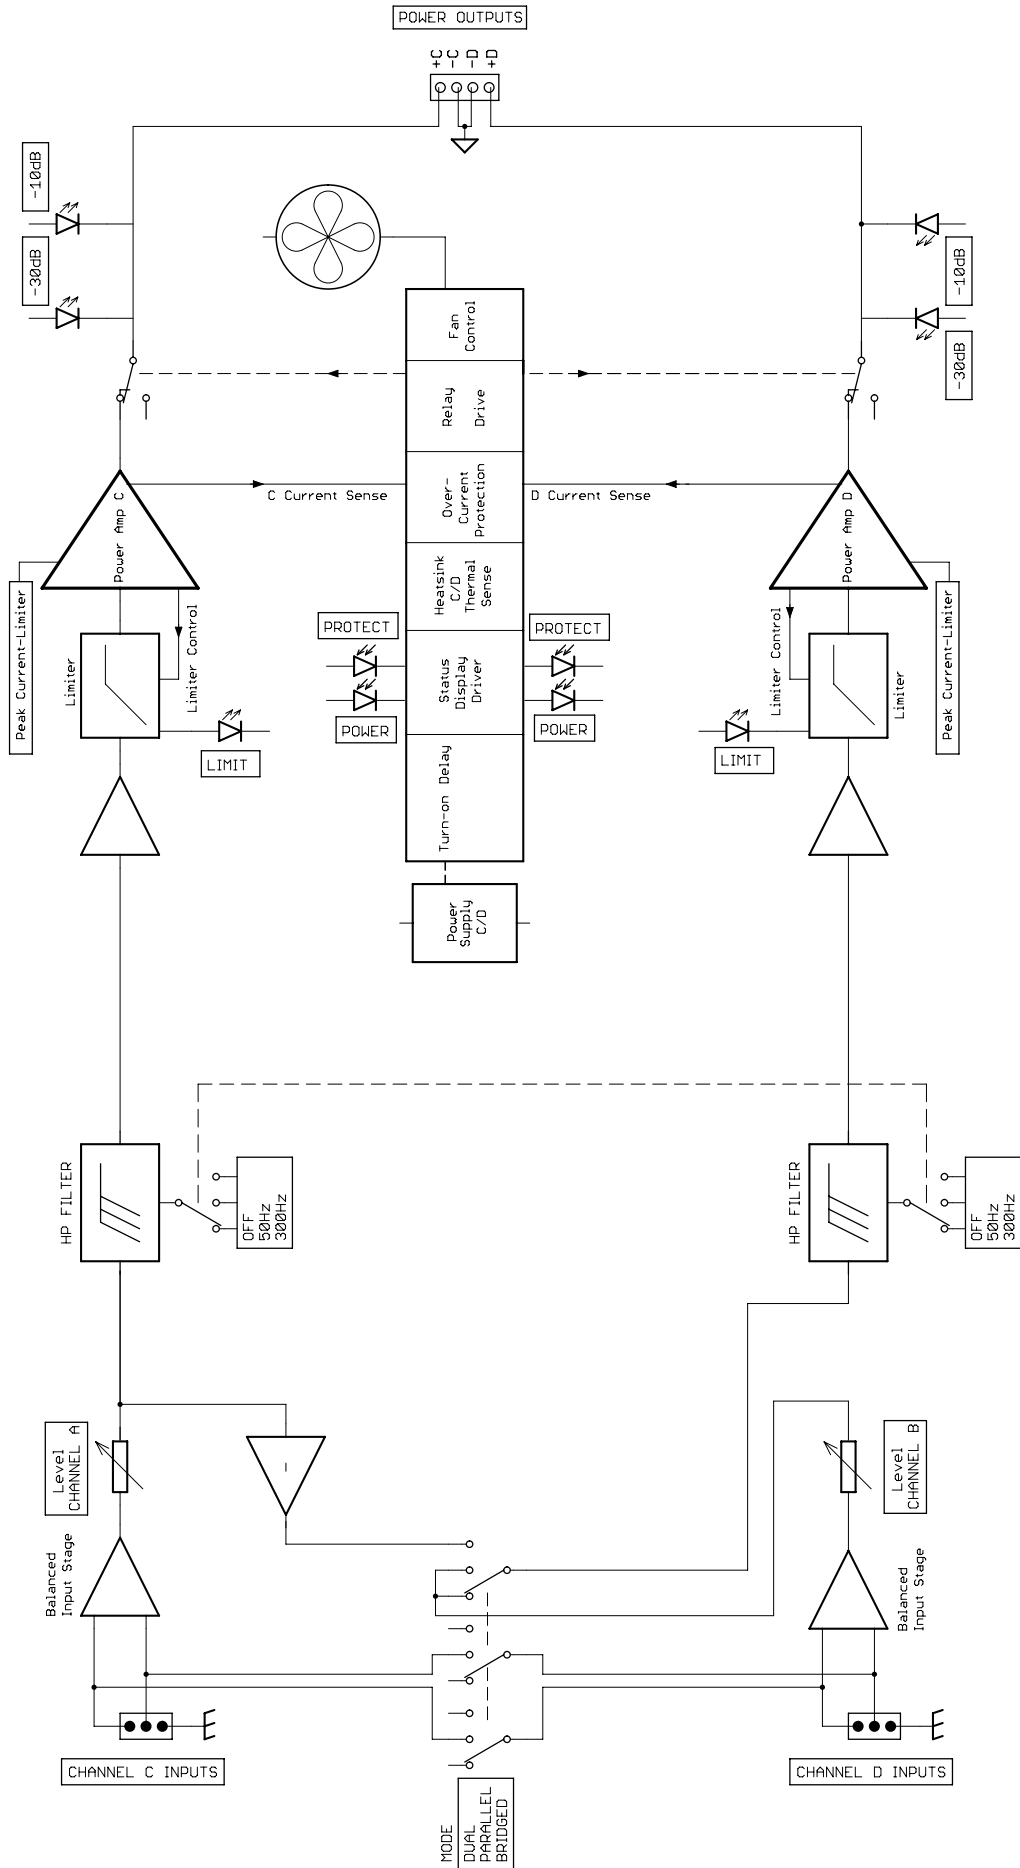 POWER OUTPUTS
+C
-C
-D
+D
-10dB
-30dB
-10dB
-30dB
Fan
Control
Relay
Drive
Over-
Current
Protection
Heatsink
C/D
Thermal
Sense
Status
Display
Driver
Turn-on Delay
Power
Supply
C/D
C Current Sense
D Current Sense
Power Amp C
Power Amp D
Peak Current-Limiter
Peak Current-Limiter
Limiter
Limiter Control
Limiter Control
Limiter
PROTECT
PROTECT
POWER
POWER
LIMIT
LIMIT
HP FILTER
OFF
50Hz
300Hz
HP FILTER
OFF
50Hz
300Hz
Level
CHANNEL A
Level
CHANNEL B
-
Balanced
Input Stage
Balanced
Input Stage
CHANNEL C INPUTS
CHANNEL D INPUTS
MODE
DUAL
PARALLEL
BRIDGED